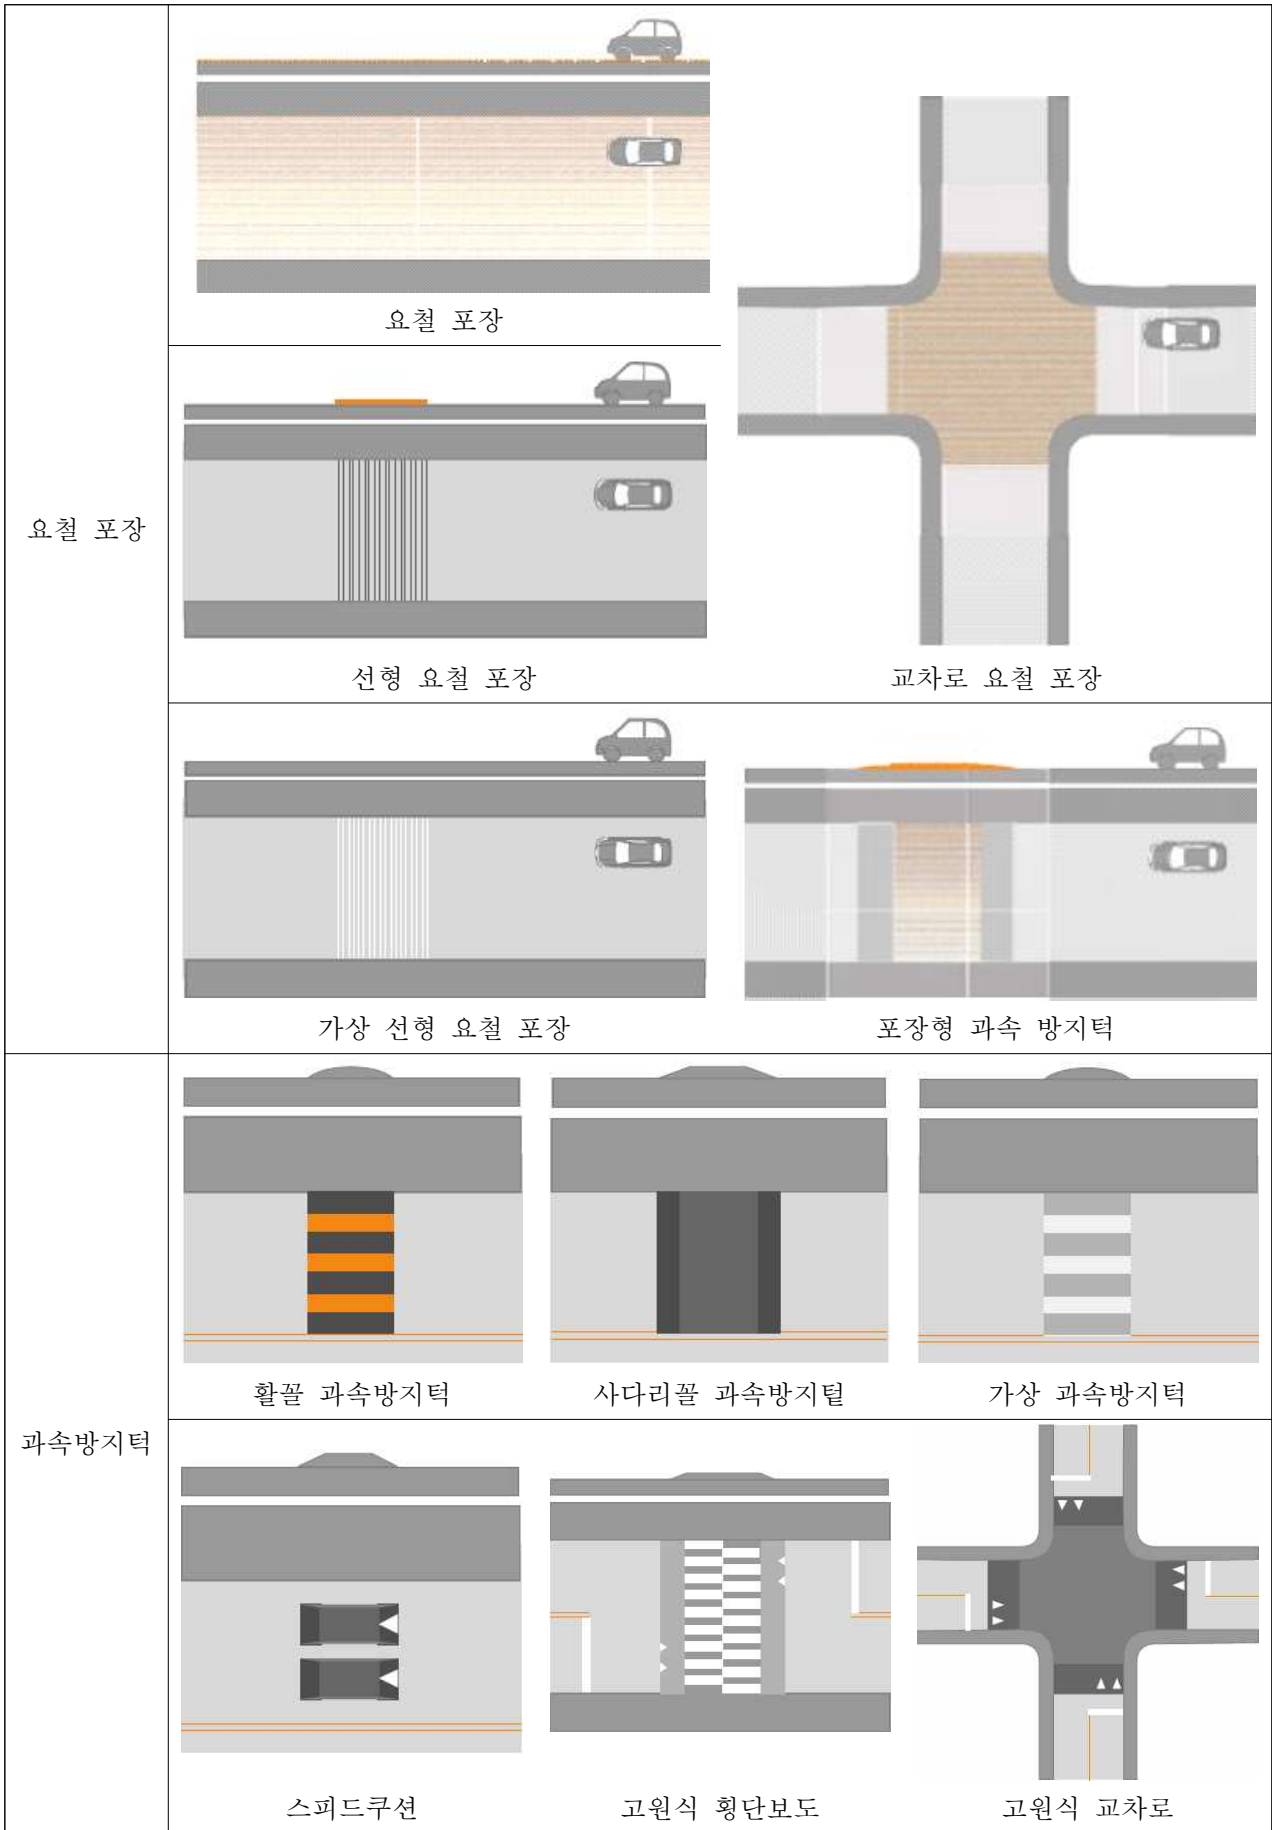 요철 포장
요철 포장
선형 요철 포장
교차로 요철 포장
가상 선형 요철 포장
포장형 과속 방지턱
과속방지턱
활꼴 과속방지턱
사다리꼴 과속방지털
가상 과속방지턱
스피드쿠션
고원식 횡단보도
고원식 교차로